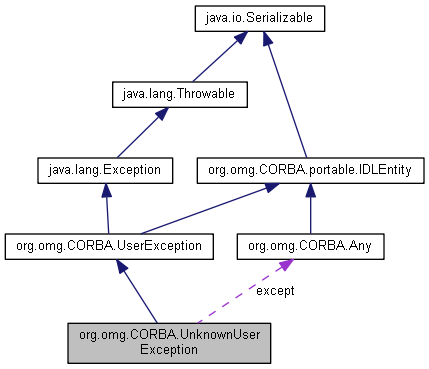 java.io.Serializable
java.lang.Throwable
java.lang.Exception
org.omg.CORBA.portable.IDLEntity
org.omg.CORBA.UserException
org.omg.CORBA.Any
except
org.omg.CORBA.UnknownUser
Exception